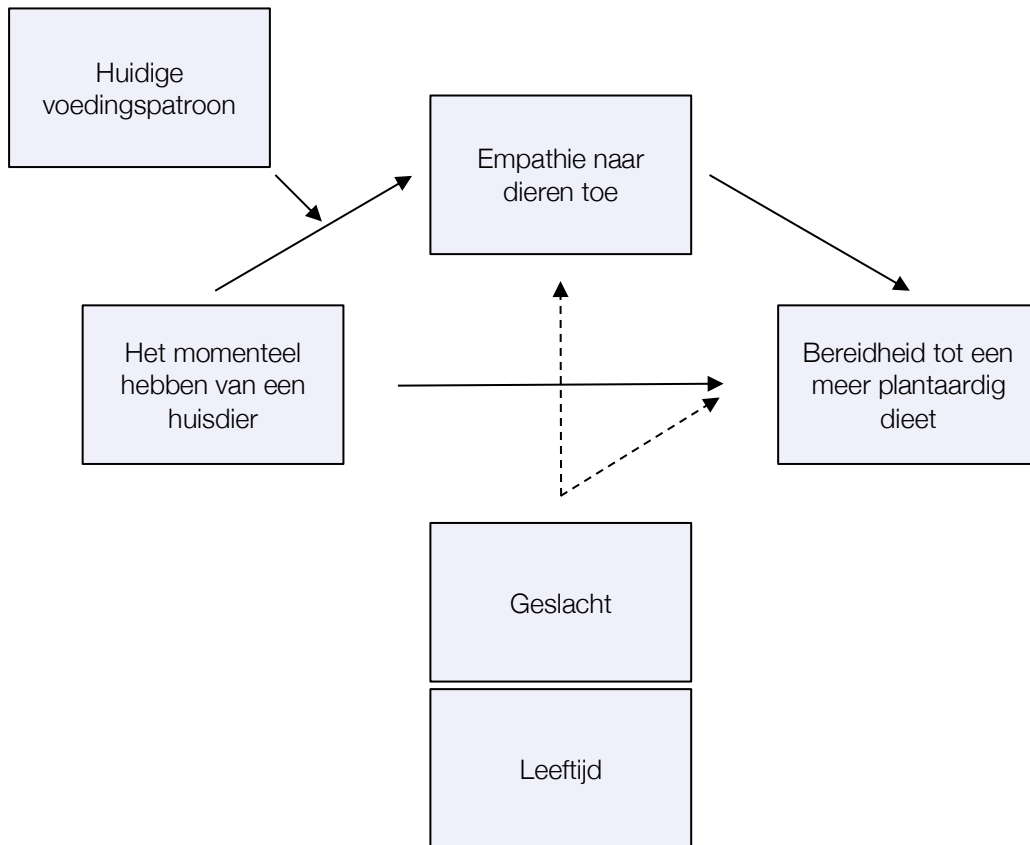 Huidige
voedingspatroon
Empathie naar
dieren toe
Het momenteel
hebben van een
huisdier
Bereidheid tot een
meer plantaardig
dieet
Geslacht
Leeftijd